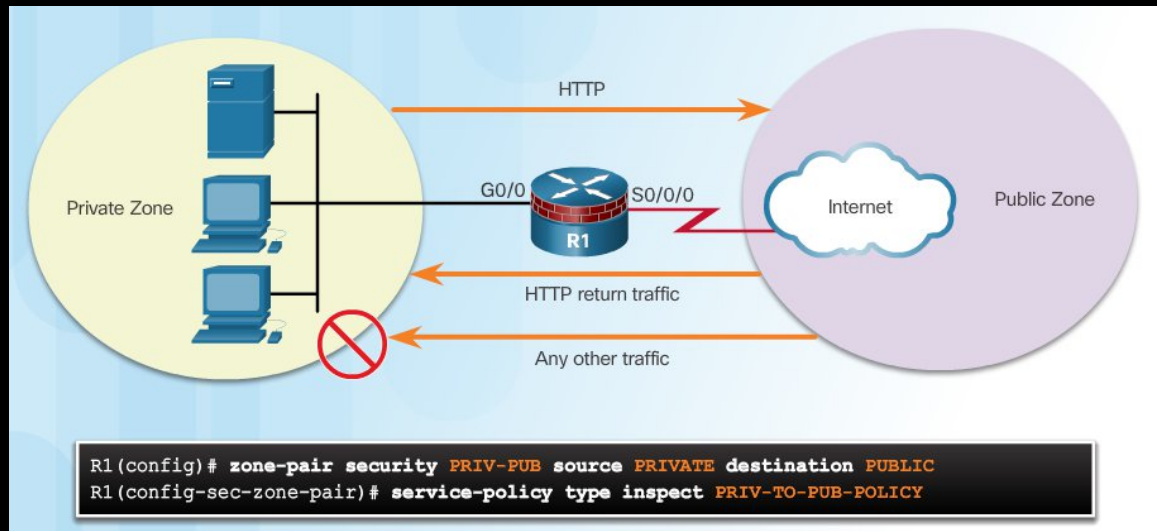 HTTP
Private Zone
G0/0
S0/0/0
R1
Internet
Public Zone
HTTP return traffic
Any other traffic
R1(config)# zone-pair security PRIV-PUB source PRIVATE destination PUBLIC
R1(config-sec-zone-pair)# service-policy type inspect PRIV-TO-PUB-POLICY